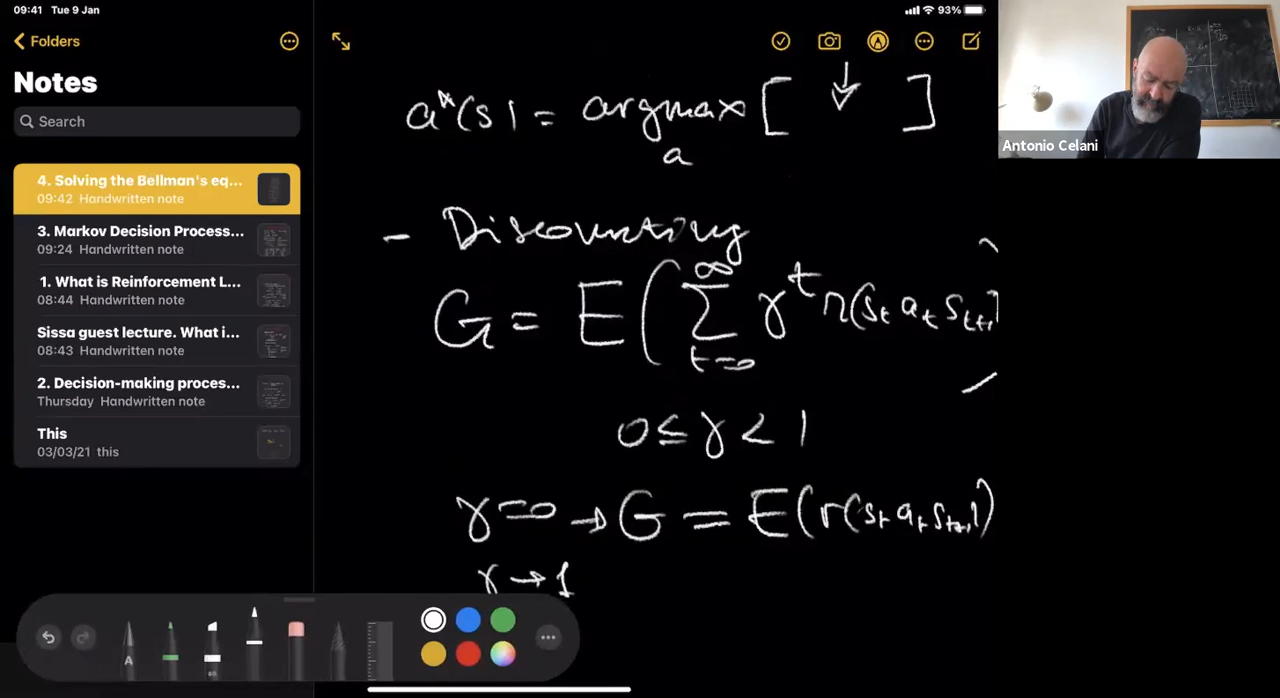 09:41 Tue 9 Jan
93%
Folders
Notes
Search
4. Solving the Bellman's eq...
09:42 Handwritten note
3. Markov Decision Process...
09:24 Handwritten note
1. What is Reinforcement L...
08:44 Handwritten note
Sissa guest lecture. What i...
08:43 Handwritten note
2. Decision-making proces...
Thursday Handwritten note
This
03/03/21 this
a*(s) = argmax [ ↓ ]
a
- Discounting
G = E( ∑ γ^t r(s_t a_t s_{t+1})
∞
t=0
0 ≤ γ < 1
γ=0 → G = E(r(s_t a_t s_{t+1})
γ → 1
A
Antonio Celani